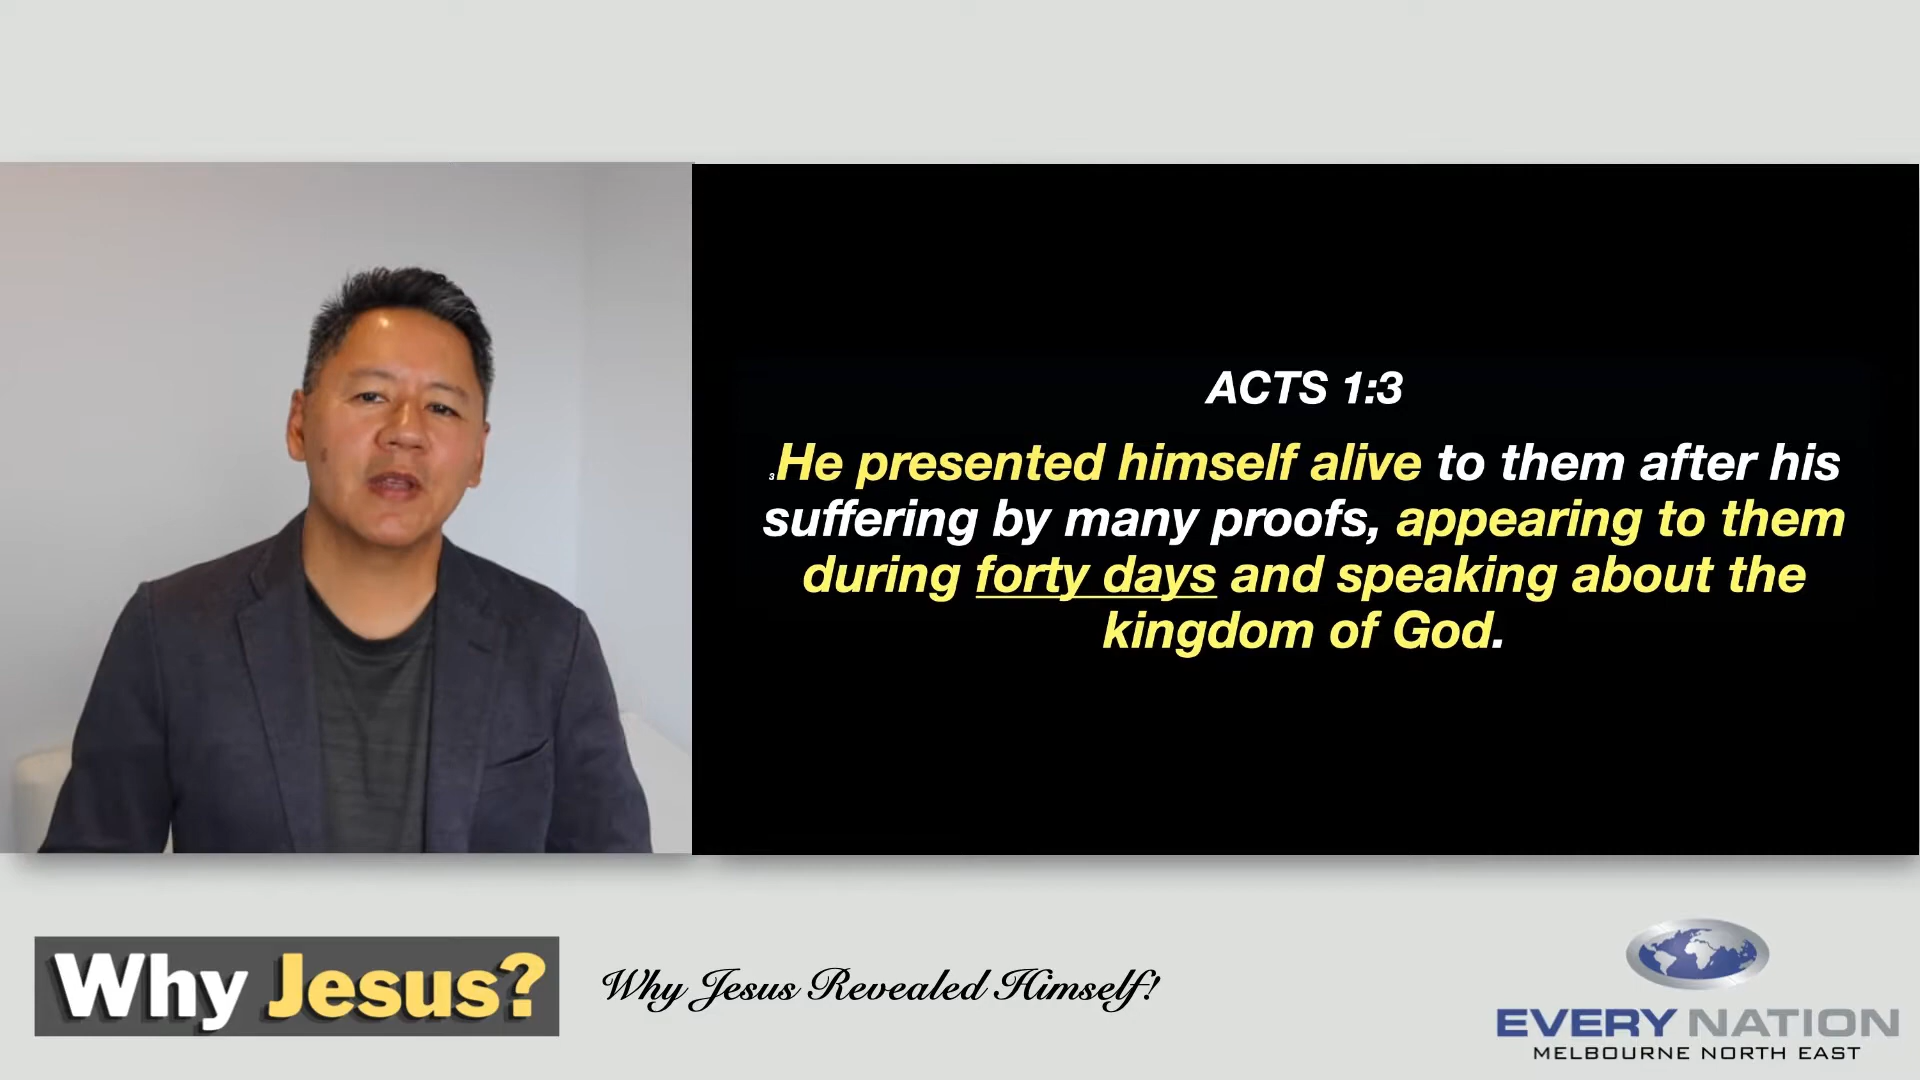 ACTS 1:3
3He presented himself alive to them after his
suffering by many proofs, appearing to them
during forty days and speaking about the
kingdom of God.
Why Jesus?
Why Jesus Revealed Himself!
EVERY NATION
MELBOURNE NORTH EAST